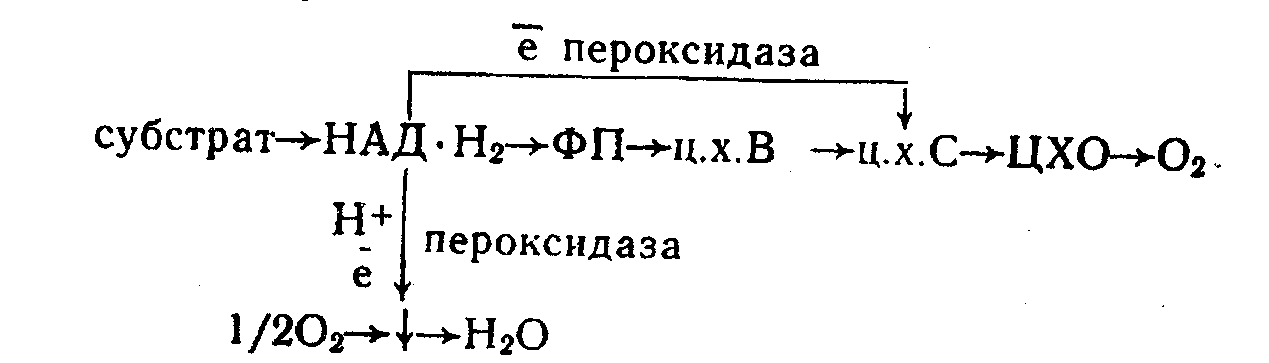 ē пероксидаза
субстрат→НАД·Н₂→ФП→ц.х.В →ц.х.С→ЦХО→О₂.
Н+
ē пероксидаза
1/2О₂→↓→Н₂О